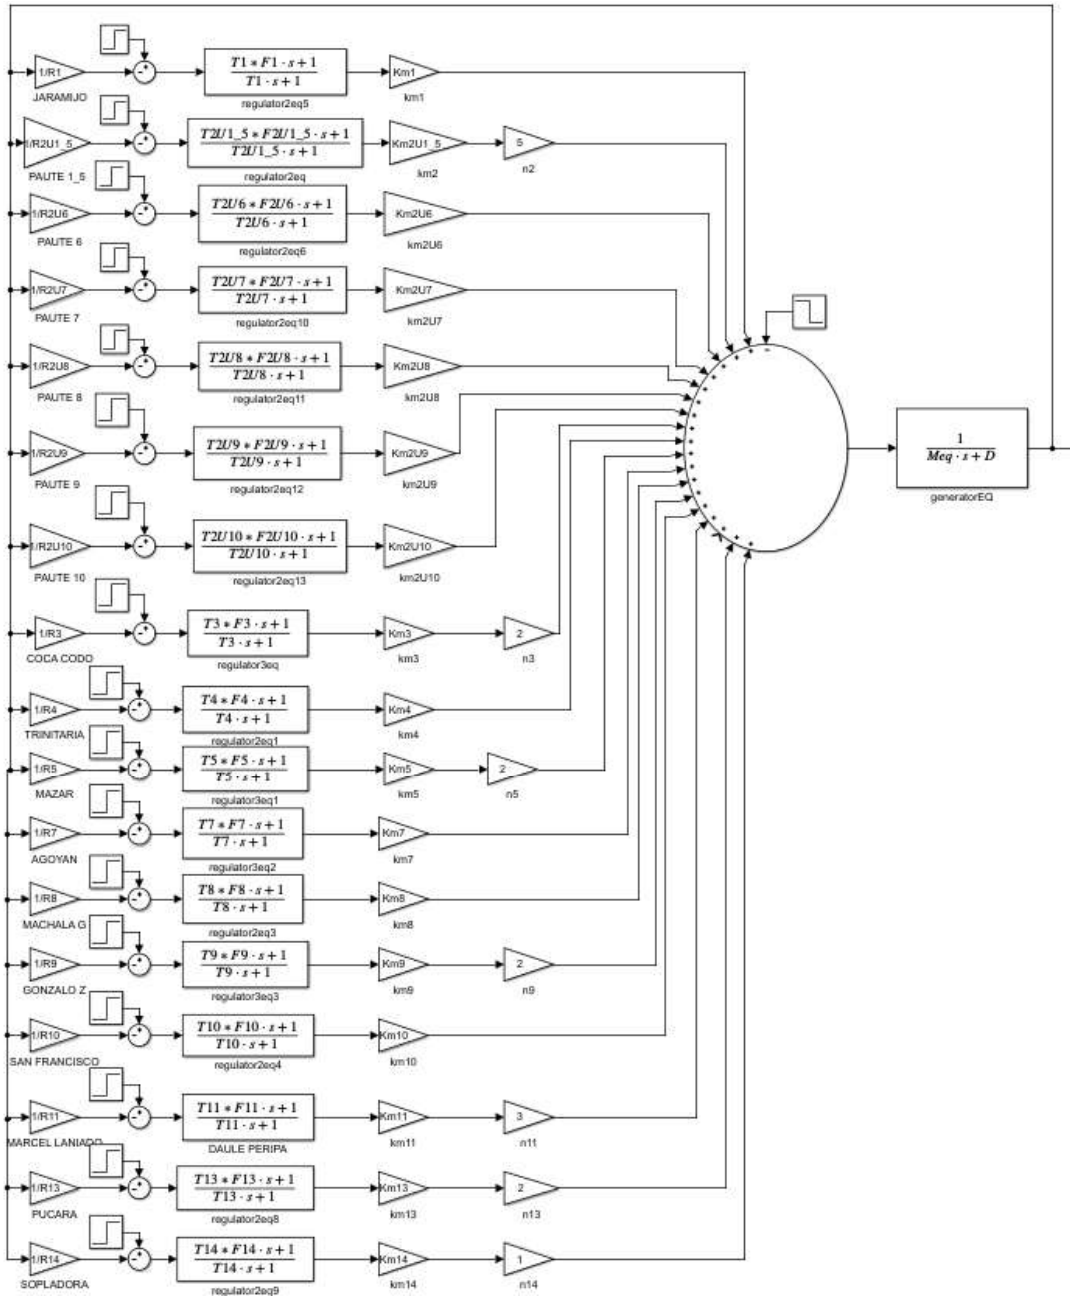 1/R1
JARAMIJO
T1 * F1 · s + 1
T1 · s + 1
regulator2eq5
Km1
km1
1/R2U1_5
PAUTE 1_5
T2U1_5 * F2U1_5 · s + 1
T2U1_5 · s + 1
regulator2eq
Km2U1_5
km2
5
n2
1/R2U6
PAUTE 6
T2U6 * F2U6 · s + 1
T2U6 · s + 1
regulator2eq6
Km2U6
km2U6
1/R2U7
PAUTE 7
T2U7 * F2U7 · s + 1
T2U7 · s + 1
regulator2eq10
Km2U7
km2U7
1/R2U8
PAUTE 8
T2U8 * F2U8 · s + 1
T2U8 · s + 1
regulator2eq11
Km2U8
km2U8
1/R2U9
PAUTE 9
T2U9 * F2U9 · s + 1
T2U9 · s + 1
regulator2eq12
Km2U9
km2U9
1
Meq · s + D
generatorEQ
1/R2U10
PAUTE 10
T2U10 * F2U10 · s + 1
T2U10 · s + 1
regulator2eq13
Km2U10
km2U10
1/R3
COCA CODO
T3 * F3 · s + 1
T3 · s + 1
regulator3eq
Km3
km3
2
n3
1/R4
TRINITARIA
T4 * F4 · s + 1
T4 · s + 1
regulator2eq1
Km4
km4
1/R5
MAZAR
T5 * F5 · s + 1
T5 · s + 1
regulator3eq1
Km5
km5
2
n5
1/R7
AGOYAN
T7 * F7 · s + 1
T7 · s + 1
regulator3eq2
Km7
km7
1/R8
MACHALA G
T8 * F8 · s + 1
T8 · s + 1
regulator2eq3
Km8
km8
1/R9
GONZALO Z
T9 * F9 · s + 1
T9 · s + 1
regulator3eq3
Km9
km9
2
n9
1/R10
SAN FRANCISCO
T10 * F10 · s + 1
T10 · s + 1
regulator2eq4
Km10
km10
1/R11
MARCEL LANIADO
T11 * F11 · s + 1
T11 · s + 1
DAULE PERIPA
Km11
km11
3
n11
1/R13
PUCARA
T13 * F13 · s + 1
T13 · s + 1
regulator2eq8
Km13
km13
2
n13
1/R14
SOPLADORA
T14 * F14 · s + 1
T14 · s + 1
regulator2eq9
Km14
km14
1
n14